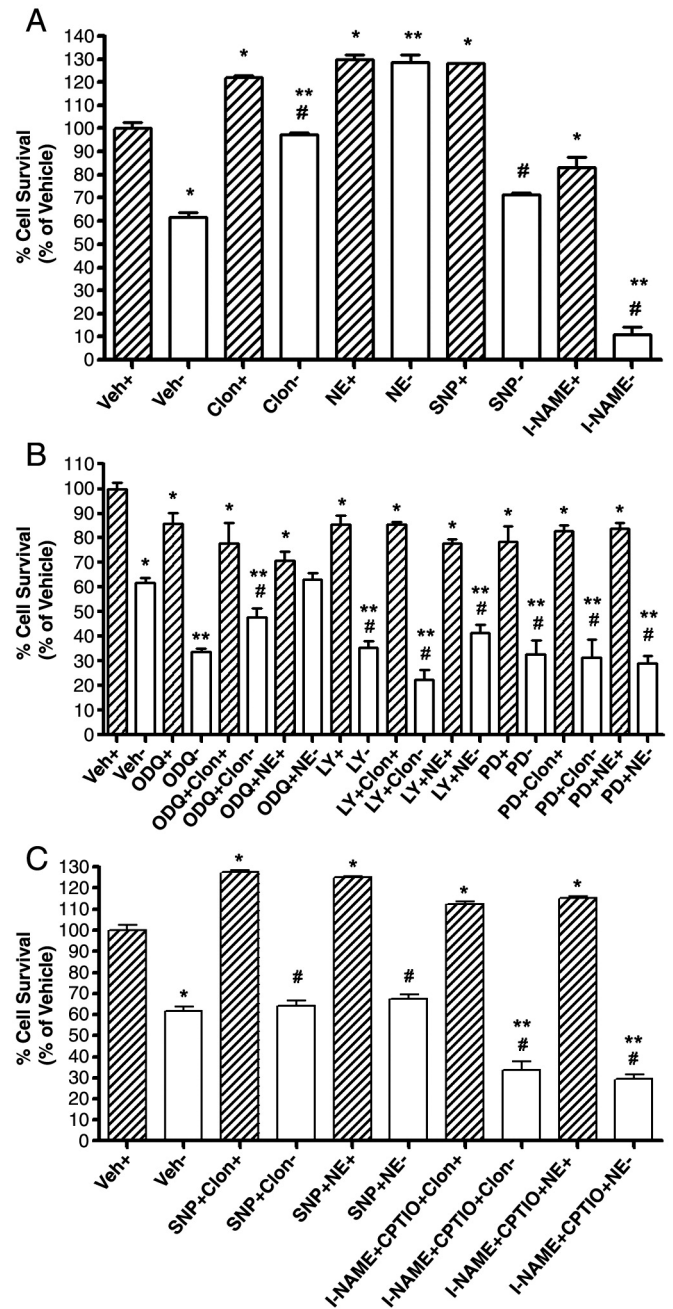 A
% Cell Survival
(% of Vehicle)
140
130
120
110
100
90
80
70
60
50
40
30
20
10
0
*
*
**
#
*
**
*
#
*
**
#
Veh+
Veh-
Clon+
Clon-
NE+
NE-
SNP+
SNP-
l-NAME+
l-NAME-
B
% Cell Survival
(% of Vehicle)
110
100
90
80
70
60
50
40
30
20
10
0
*
*
**
*
**
#
*
*
**
#
*
**
#
*
**
#
*
**
#
*
**
#
*
**
#
Veh+
Veh-
ODQ+
ODQ-
ODQ+Clon+
ODQ+Clon-
ODQ+NE+
ODQ+NE-
LY+
LY-
LY+Clon+
LY+Clon-
LY+NE+
LY+NE-
PD+
PD-
PD+Clon+
PD+Clon-
PD+NE+
PD+NE-
C
% Cell Survival
(% of Vehicle)
130
120
110
100
90
80
70
60
50
40
30
20
10
0
*
*
#
*
#
*
**
#
*
**
#
Veh+
Veh-
SNP+Clon+
SNP+Clon-
SNP+NE+
SNP+NE-
l-NAME+CPTIO+Clon+
l-NAME+CPTIO+Clon-
l-NAME+CPTIO+NE+
l-NAME+CPTIO+NE-